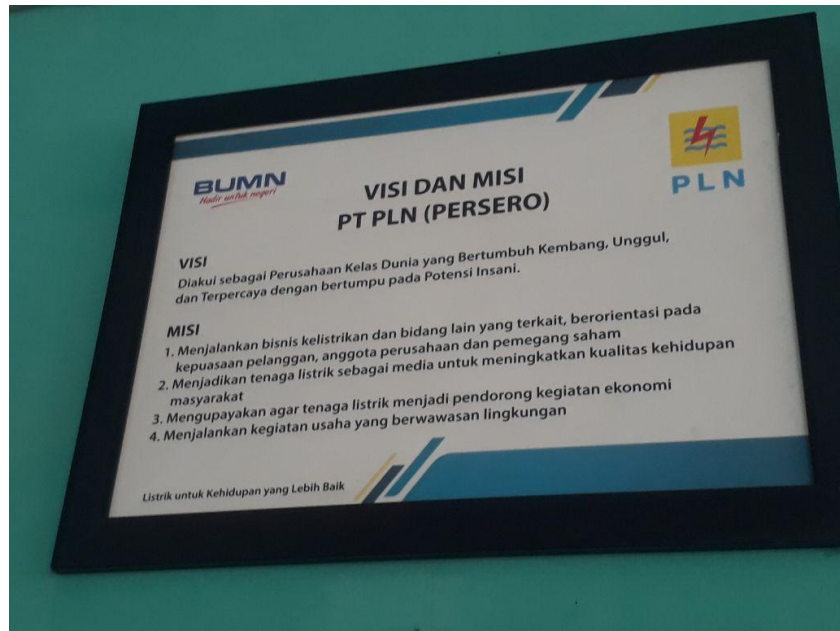 BUMN
Hadir untuk negeri
VISI DAN MISI
PT PLN (PERSERO)
PLN
VISI
Diakui sebagai Perusahaan Kelas Dunia yang Bertumbuh Kembang, Unggul,
dan Terpercaya dengan bertumpu pada Potensi Insani.
MISI
1. Menjalankan bisnis kelistrikan dan bidang lain yang terkait, berorientasi pada
kepuasaan pelanggan, anggota perusahaan dan pemegang saham
2. Menjadikan tenaga listrik sebagai media untuk meningkatkan kualitas kehidupan
masyarakat
3. Mengupayakan agar tenaga listrik menjadi pendorong kegiatan ekonomi
4. Menjalankan kegiatan usaha yang berwawasan lingkungan
Listrik untuk Kehidupan yang Lebih Baik